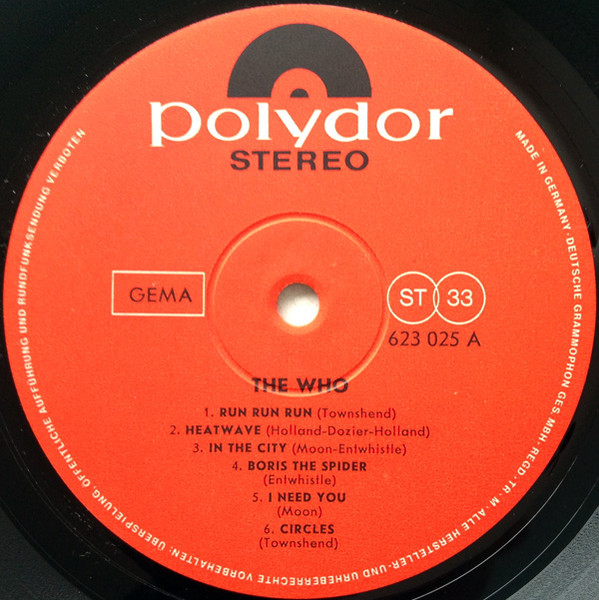 polydor
STEREO
GEMA
ST 33
623 025 A
THE WHO
1. RUN RUN RUN (Townshend)
2. HEATWAVE (Holland-Dozier-Holland)
3. IN THE CITY (Moon-Entwhistle)
4. BORIS THE SPIDER
(Entwhistle)
5. I NEED YOU
(Moon)
6. CIRCLES
(Townshend)
MADE IN GERMANY · DEUTSCHE GRAMMOPHON GES. MBH · REGD.-TR.-M. · ALLE HERSTELLER- UND URHEBERRECHTE VORBEHALTEN: ÜBERSPIELUNG, ÖFFENTLICHE AUFFÜHRUNG UND RUNDFUNKSENDUNG VERBOTEN